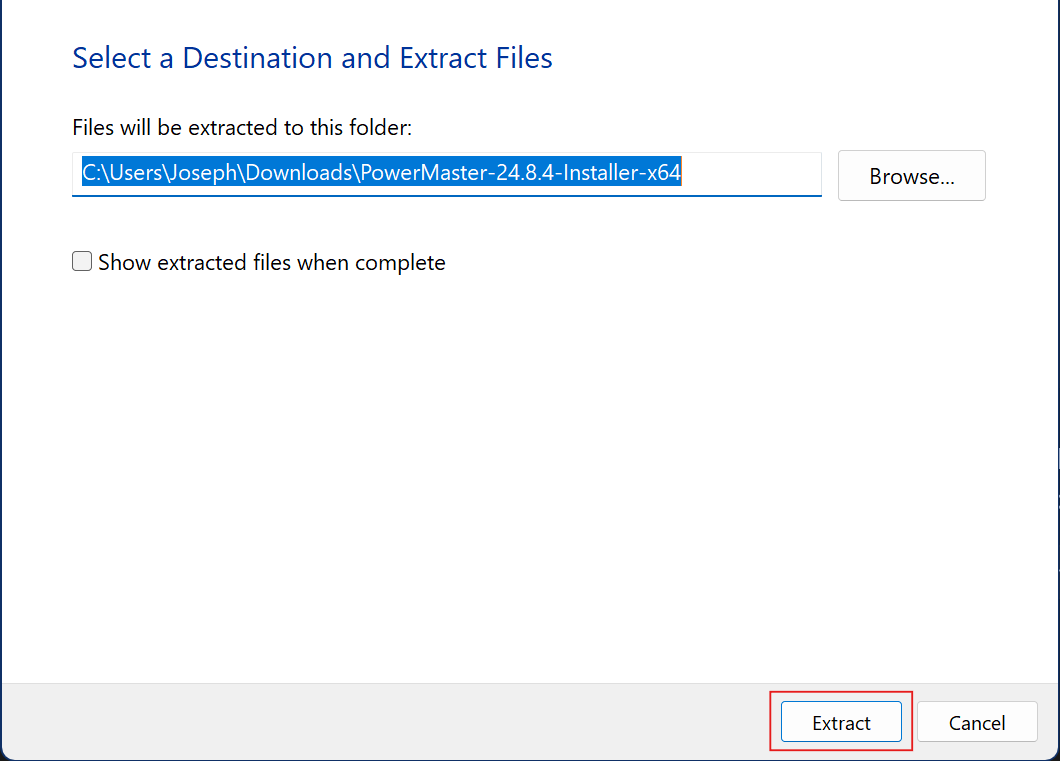 Select a Destination and Extract Files
Files will be extracted to this folder:
C:\Users\Joseph\Downloads\PowerMaster-24.8.4-Installer-x64
Browse...
Show extracted files when complete
Extract
Cancel